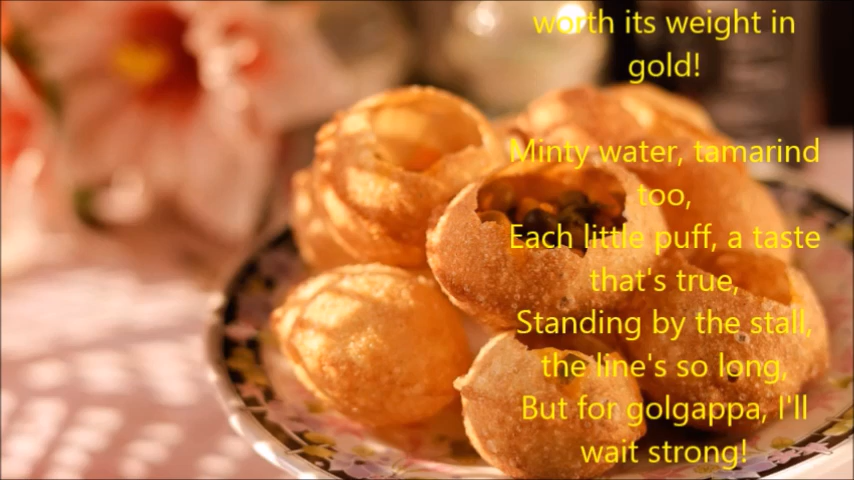 worth its weight in
gold!
Minty water, tamarind
too,
Each little puff, a taste
that's true,
Standing by the stall,
the line's so long,
But for golgappa, I'll
wait strong!